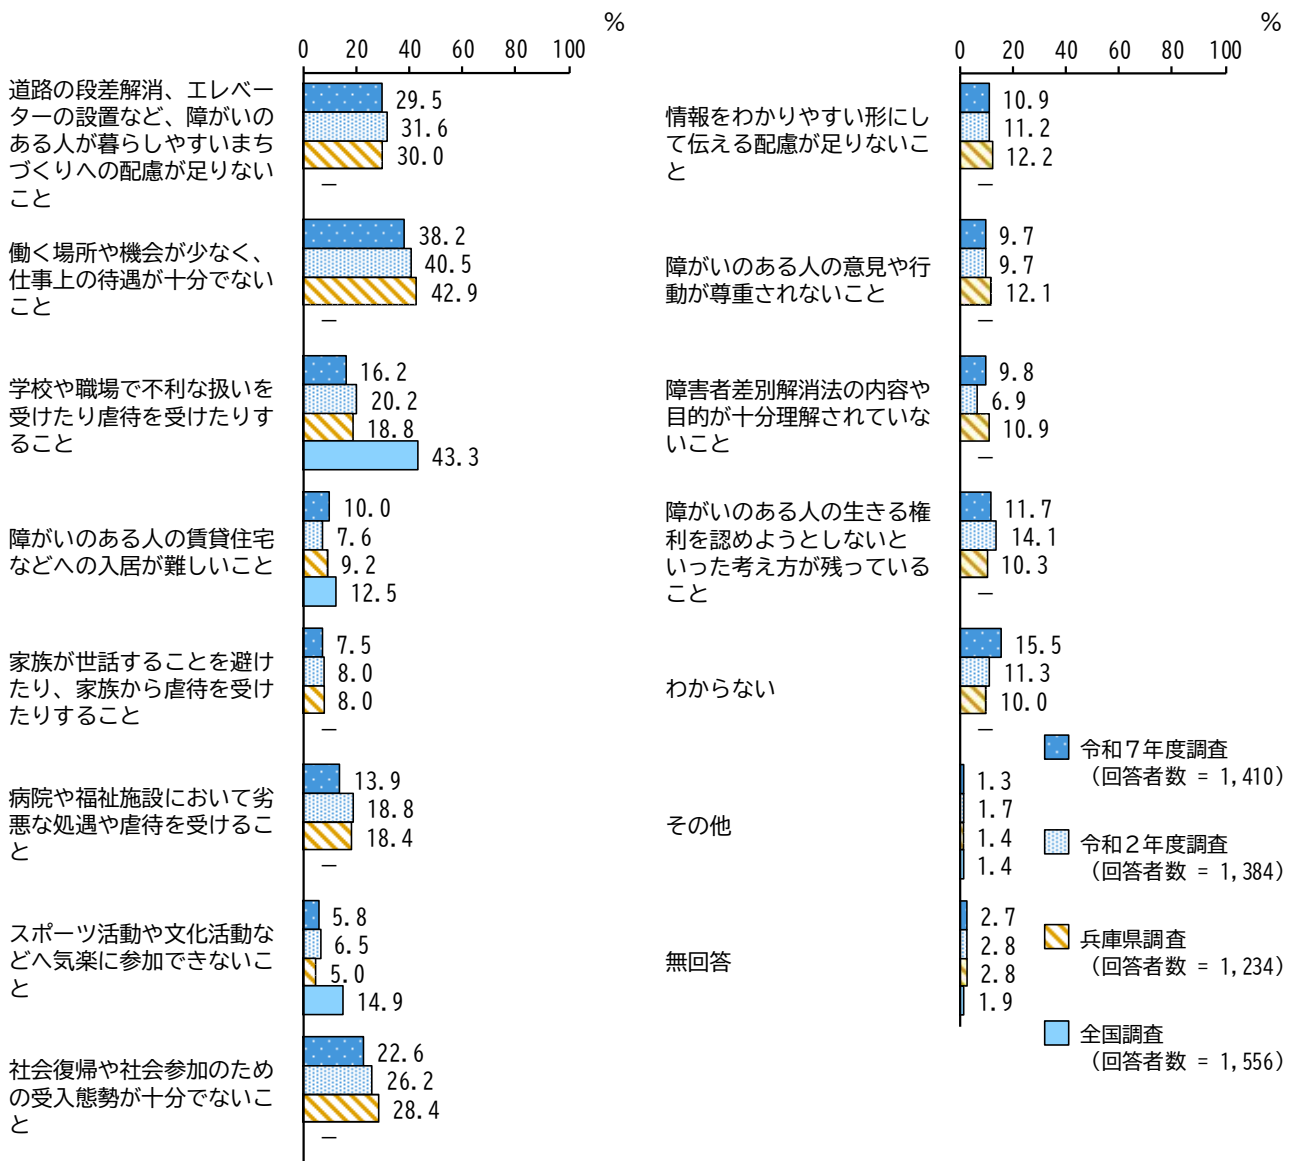 %
0 20 40 60 80 100
道路の段差解消、エレベー
ターの設置など、障がいの
ある人が暮らしやすいまち
づくりへの配慮が足りない
こと
29.5
31.6
30.0
－
働く場所や機会が少なく、
仕事上の待遇が十分でない
こと
38.2
40.5
42.9
－
学校や職場で不利な扱いを
受けたり虐待を受けたりす
ること
16.2
20.2
18.8
43.3
障がいのある人の賃貸住宅
などへの入居が難しいこと
10.0
7.6
9.2
12.5
家族が世話することを避け
たり、家族から虐待を受け
たりすること
7.5
8.0
8.0
－
病院や福祉施設において劣
悪な処遇や虐待を受けるこ
と
13.9
18.8
18.4
－
スポーツ活動や文化活動な
どへ気楽に参加できないこ
と
5.8
6.5
5.0
14.9
社会復帰や社会参加のため
の受入態勢が十分でないこ
と
22.6
26.2
28.4
－
%
0 20 40 60 80 100
情報をわかりやすい形にし
て伝える配慮が足りないこ
と
10.9
11.2
12.2
－
障がいのある人の意見や行
動が尊重されないこと
9.7
9.7
12.1
－
障害者差別解消法の内容や
目的が十分理解されていな
いこと
9.8
6.9
10.9
－
障がいのある人の生きる権
利を認めようとしないと
いった考え方が残っている
こと
11.7
14.1
10.3
－
わからない
15.5
11.3
10.0
－
その他
1.3
1.7
1.4
1.4
無回答
2.7
2.8
2.8
1.9
令和７年度調査
（回答者数 = 1,410）
令和２年度調査
（回答者数 = 1,384）
兵庫県調査
（回答者数 = 1,234）
全国調査
（回答者数 = 1,556）